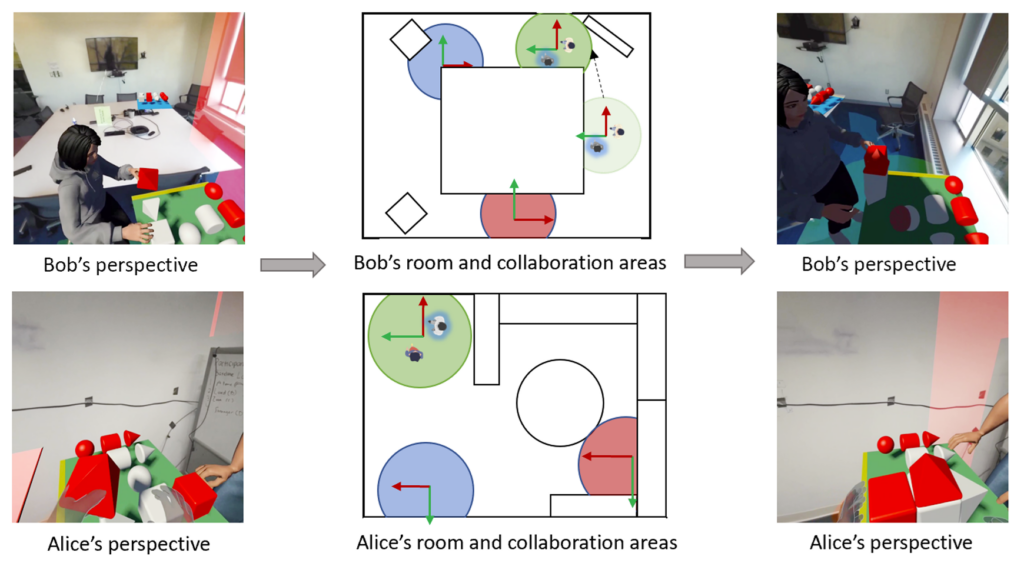 Bob's perspective
Bob's room and collaboration areas
Bob's perspective
Alice's perspective
Alice's room and collaboration areas
Alice's perspective